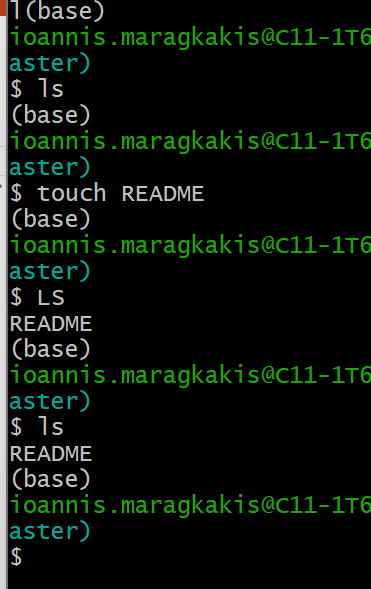 l(base)
ioannis.maragkakis@C11-1T6
aster)
$ ls
(base)
ioannis.maragkakis@C11-1T6
aster)
$ touch README
(base)
ioannis.maragkakis@C11-1T6
aster)
$ LS
README
(base)
ioannis.maragkakis@C11-1T6
aster)
$ ls
README
(base)
ioannis.maragkakis@C11-1T6
aster)
$